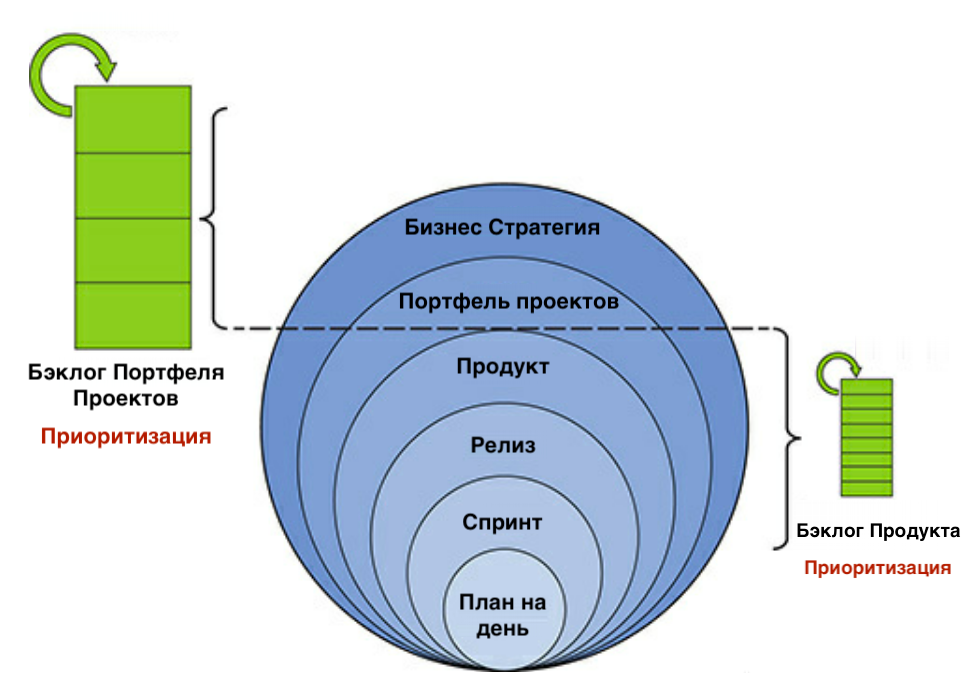 Бизнес Стратегия
Портфель проектов
Продукт
Релиз
Спринт
План на
день
Бэклог Портфеля
Проектов
Приоритизация
Бэклог Продукта
Приоритизация